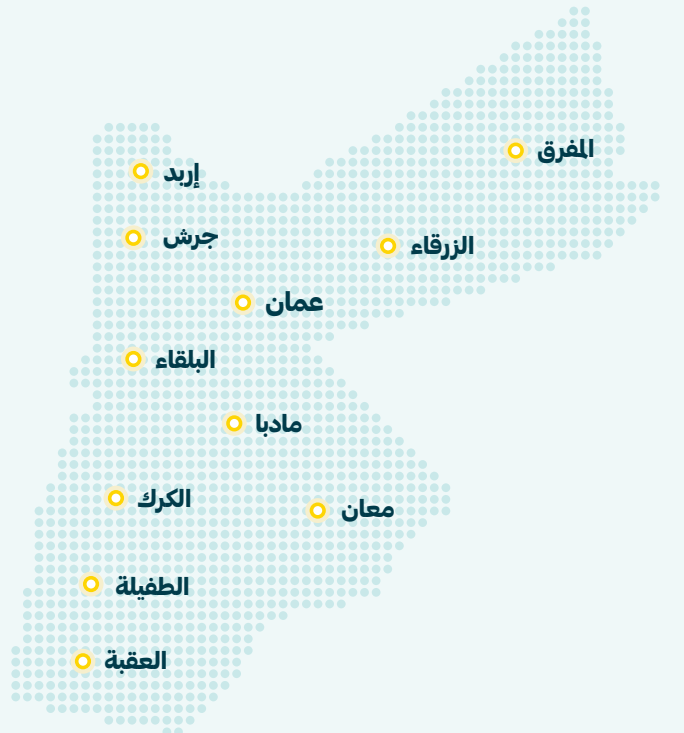 المفرق
إربد
جرش
الزرقاء
عمان
البلقاء
مادبا
الكرك
معان
الطفيلة
العقبة